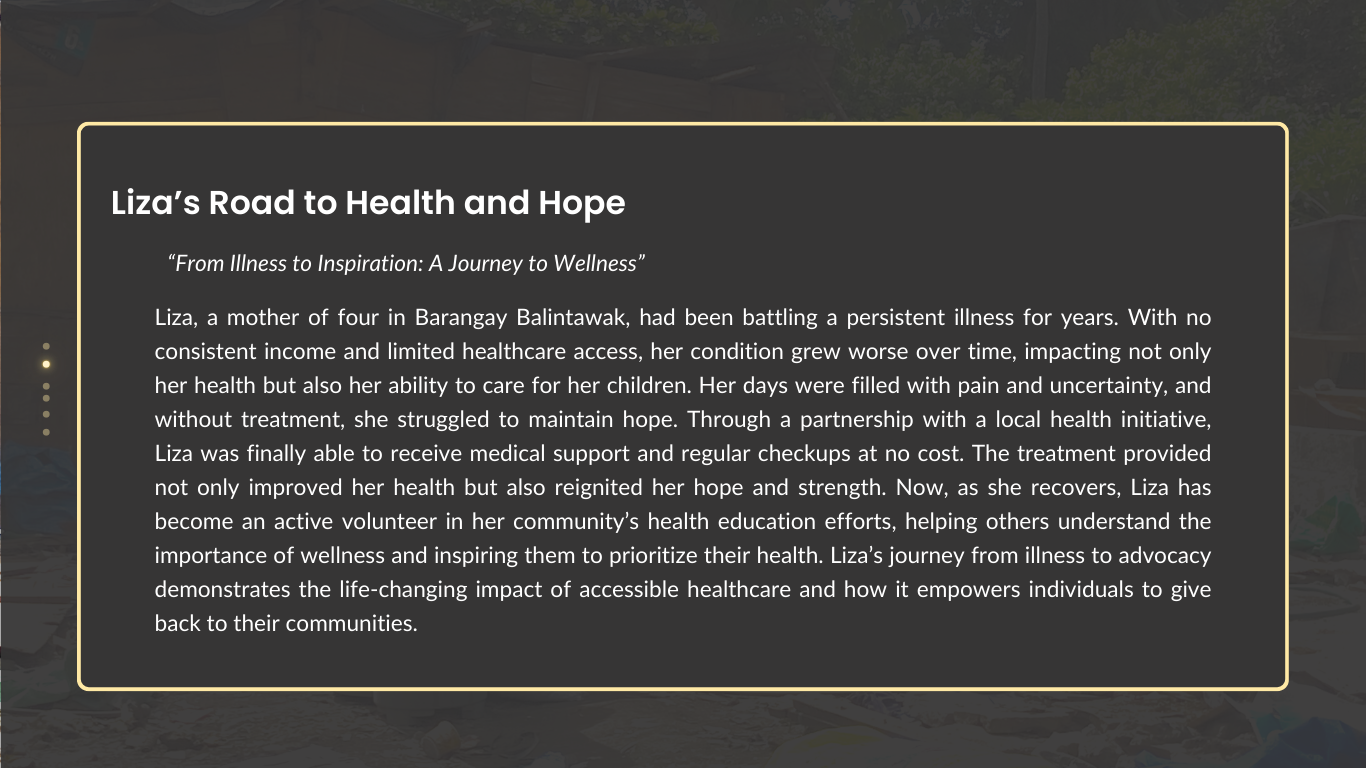 Liza’s Road to Health and Hope
“From Illness to Inspiration: A Journey to Wellness”
Liza, a mother of four in Barangay Balintawak, had been battling a persistent illness for years. With no
consistent income and limited healthcare access, her condition grew worse over time, impacting not only
her health but also her ability to care for her children. Her days were filled with pain and uncertainty, and
without treatment, she struggled to maintain hope. Through a partnership with a local health initiative,
Liza was finally able to receive medical support and regular checkups at no cost. The treatment provided
not only improved her health but also reignited her hope and strength. Now, as she recovers, Liza has
become an active volunteer in her community’s health education efforts, helping others understand the
importance of wellness and inspiring them to prioritize their health. Liza’s journey from illness to advocacy
demonstrates the life-changing impact of accessible healthcare and how it empowers individuals to give
back to their communities.